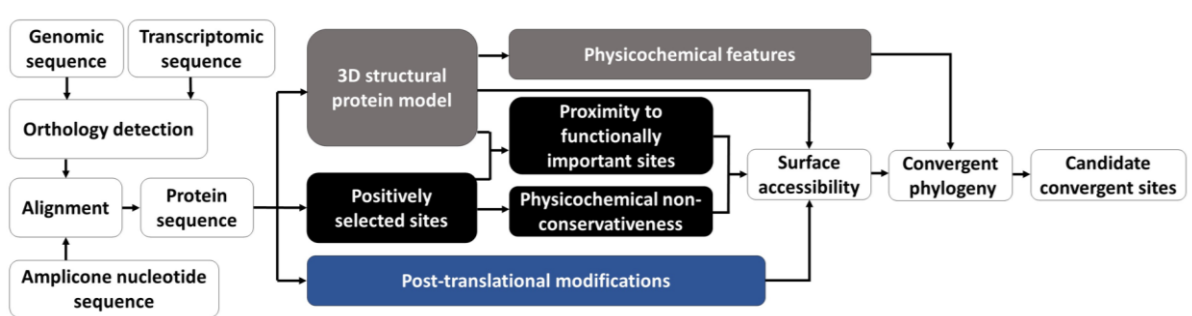 Genomic
sequence
Transcriptomic
sequence
Orthology detection
Alignment
Protein
sequence
Amplicone nucleotide
sequence
3D structural
protein model
Physicochemical features
Proximity to
functionally
important sites
Positively
selected sites
Physicochemical non-
conservativeness
Post-translational modifications
Surface
accessibility
Convergent
phylogeny
Candidate
convergent sites